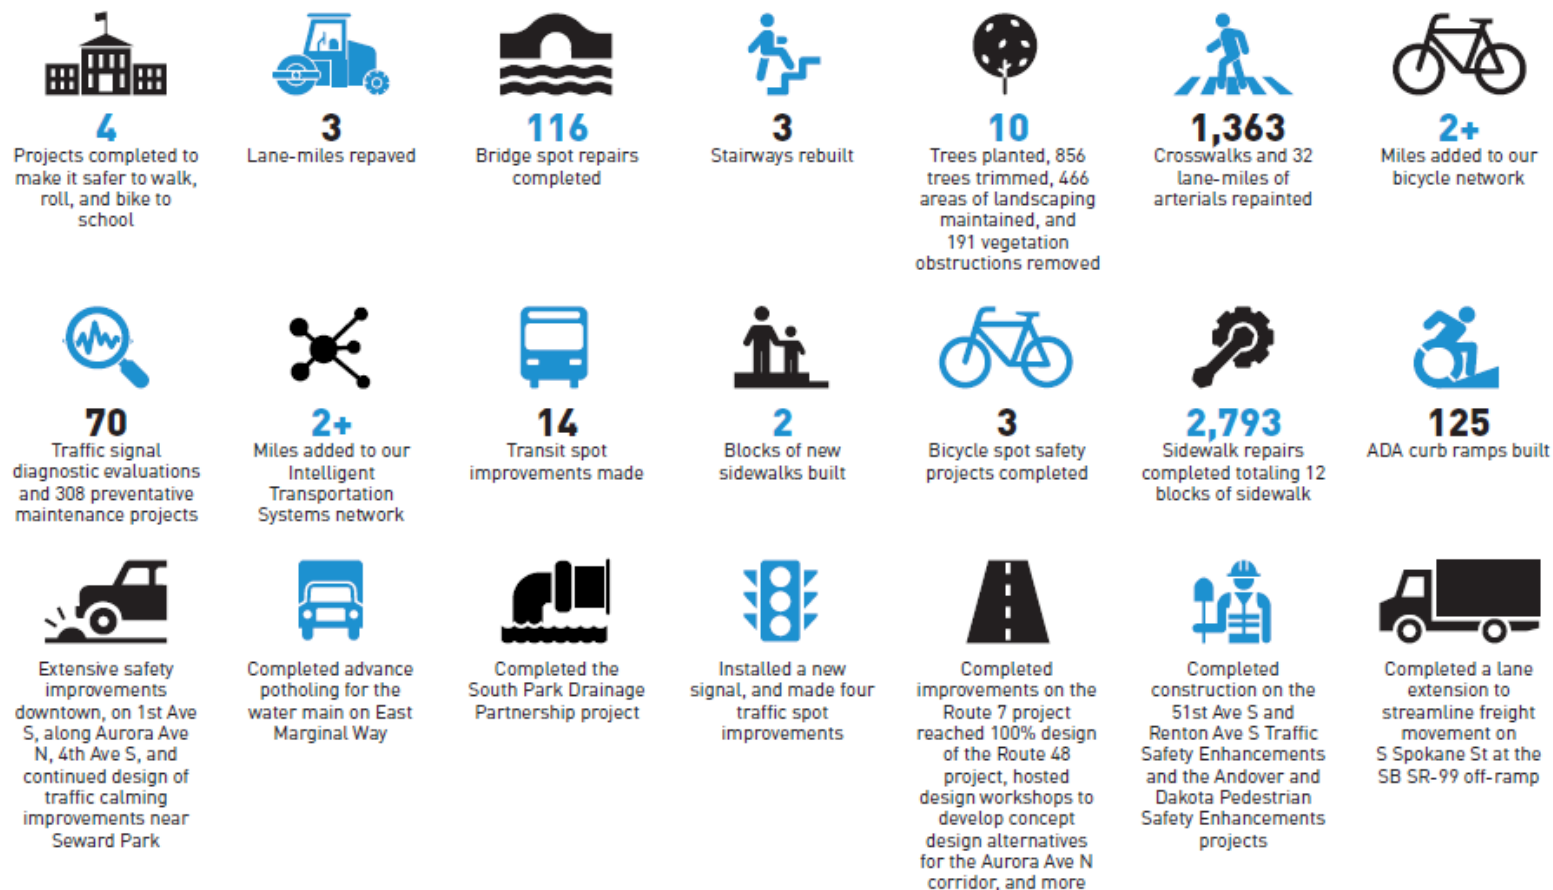 4
Projects completed to
make it safer to walk,
roll, and bike to
school
3
Lane-miles repaved
116
Bridge spot repairs
completed
3
Stairways rebuilt
10
Trees planted, 856
trees trimmed, 466
areas of landscaping
maintained, and
191 vegetation
obstructions removed
1,363
Crosswalks and 32
lane-miles of
arterials repainted
2+
Miles added to our
bicycle network
70
Traffic signal
diagnostic evaluations
and 308 preventative
maintenance projects
2+
Miles added to our
Intelligent
Transportation
Systems network
14
Transit spot
improvements made
2
Blocks of new
sidewalks built
3
Bicycle spot safety
projects completed
2,793
Sidewalk repairs
completed totaling 12
blocks of sidewalk
125
ADA curb ramps built
Extensive safety
improvements
downtown, on 1st Ave
S, along Aurora Ave
N, 4th Ave S, and
continued design of
traffic calming
improvements near
Seward Park
Completed advance
potholing for the
water main on East
Marginal Way
Completed the
South Park Drainage
Partnership project
Installed a new
signal, and made four
traffic spot
improvements
Completed
improvements on the
Route 7 project
reached 100% design
of the Route 48
project, hosted
design workshops to
develop concept
design alternatives
for the Aurora Ave N
corridor, and more
Completed
construction on the
51st Ave S and
Renton Ave S Traffic
Safety Enhancements
and the Andover and
Dakota Pedestrian
Safety Enhancements
projects
Completed a lane
extension to
streamline freight
movement on
S Spokane St at the
SB SR-99 off-ramp